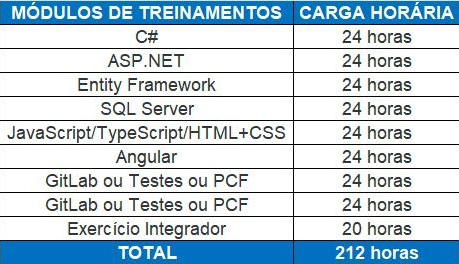 MÓDULOS DE TREINAMENTOS CARGA HORÁRIA
C# 24 horas
ASP.NET 24 horas
Entity Framework 24 horas
SQL Server 24 horas
JavaScript/TypeScript/HTML+CSS 24 horas
Angular 24 horas
GitLab ou Testes ou PCF 24 horas
GitLab ou Testes ou PCF 24 horas
Exercício Integrador 20 horas
TOTAL 212 horas